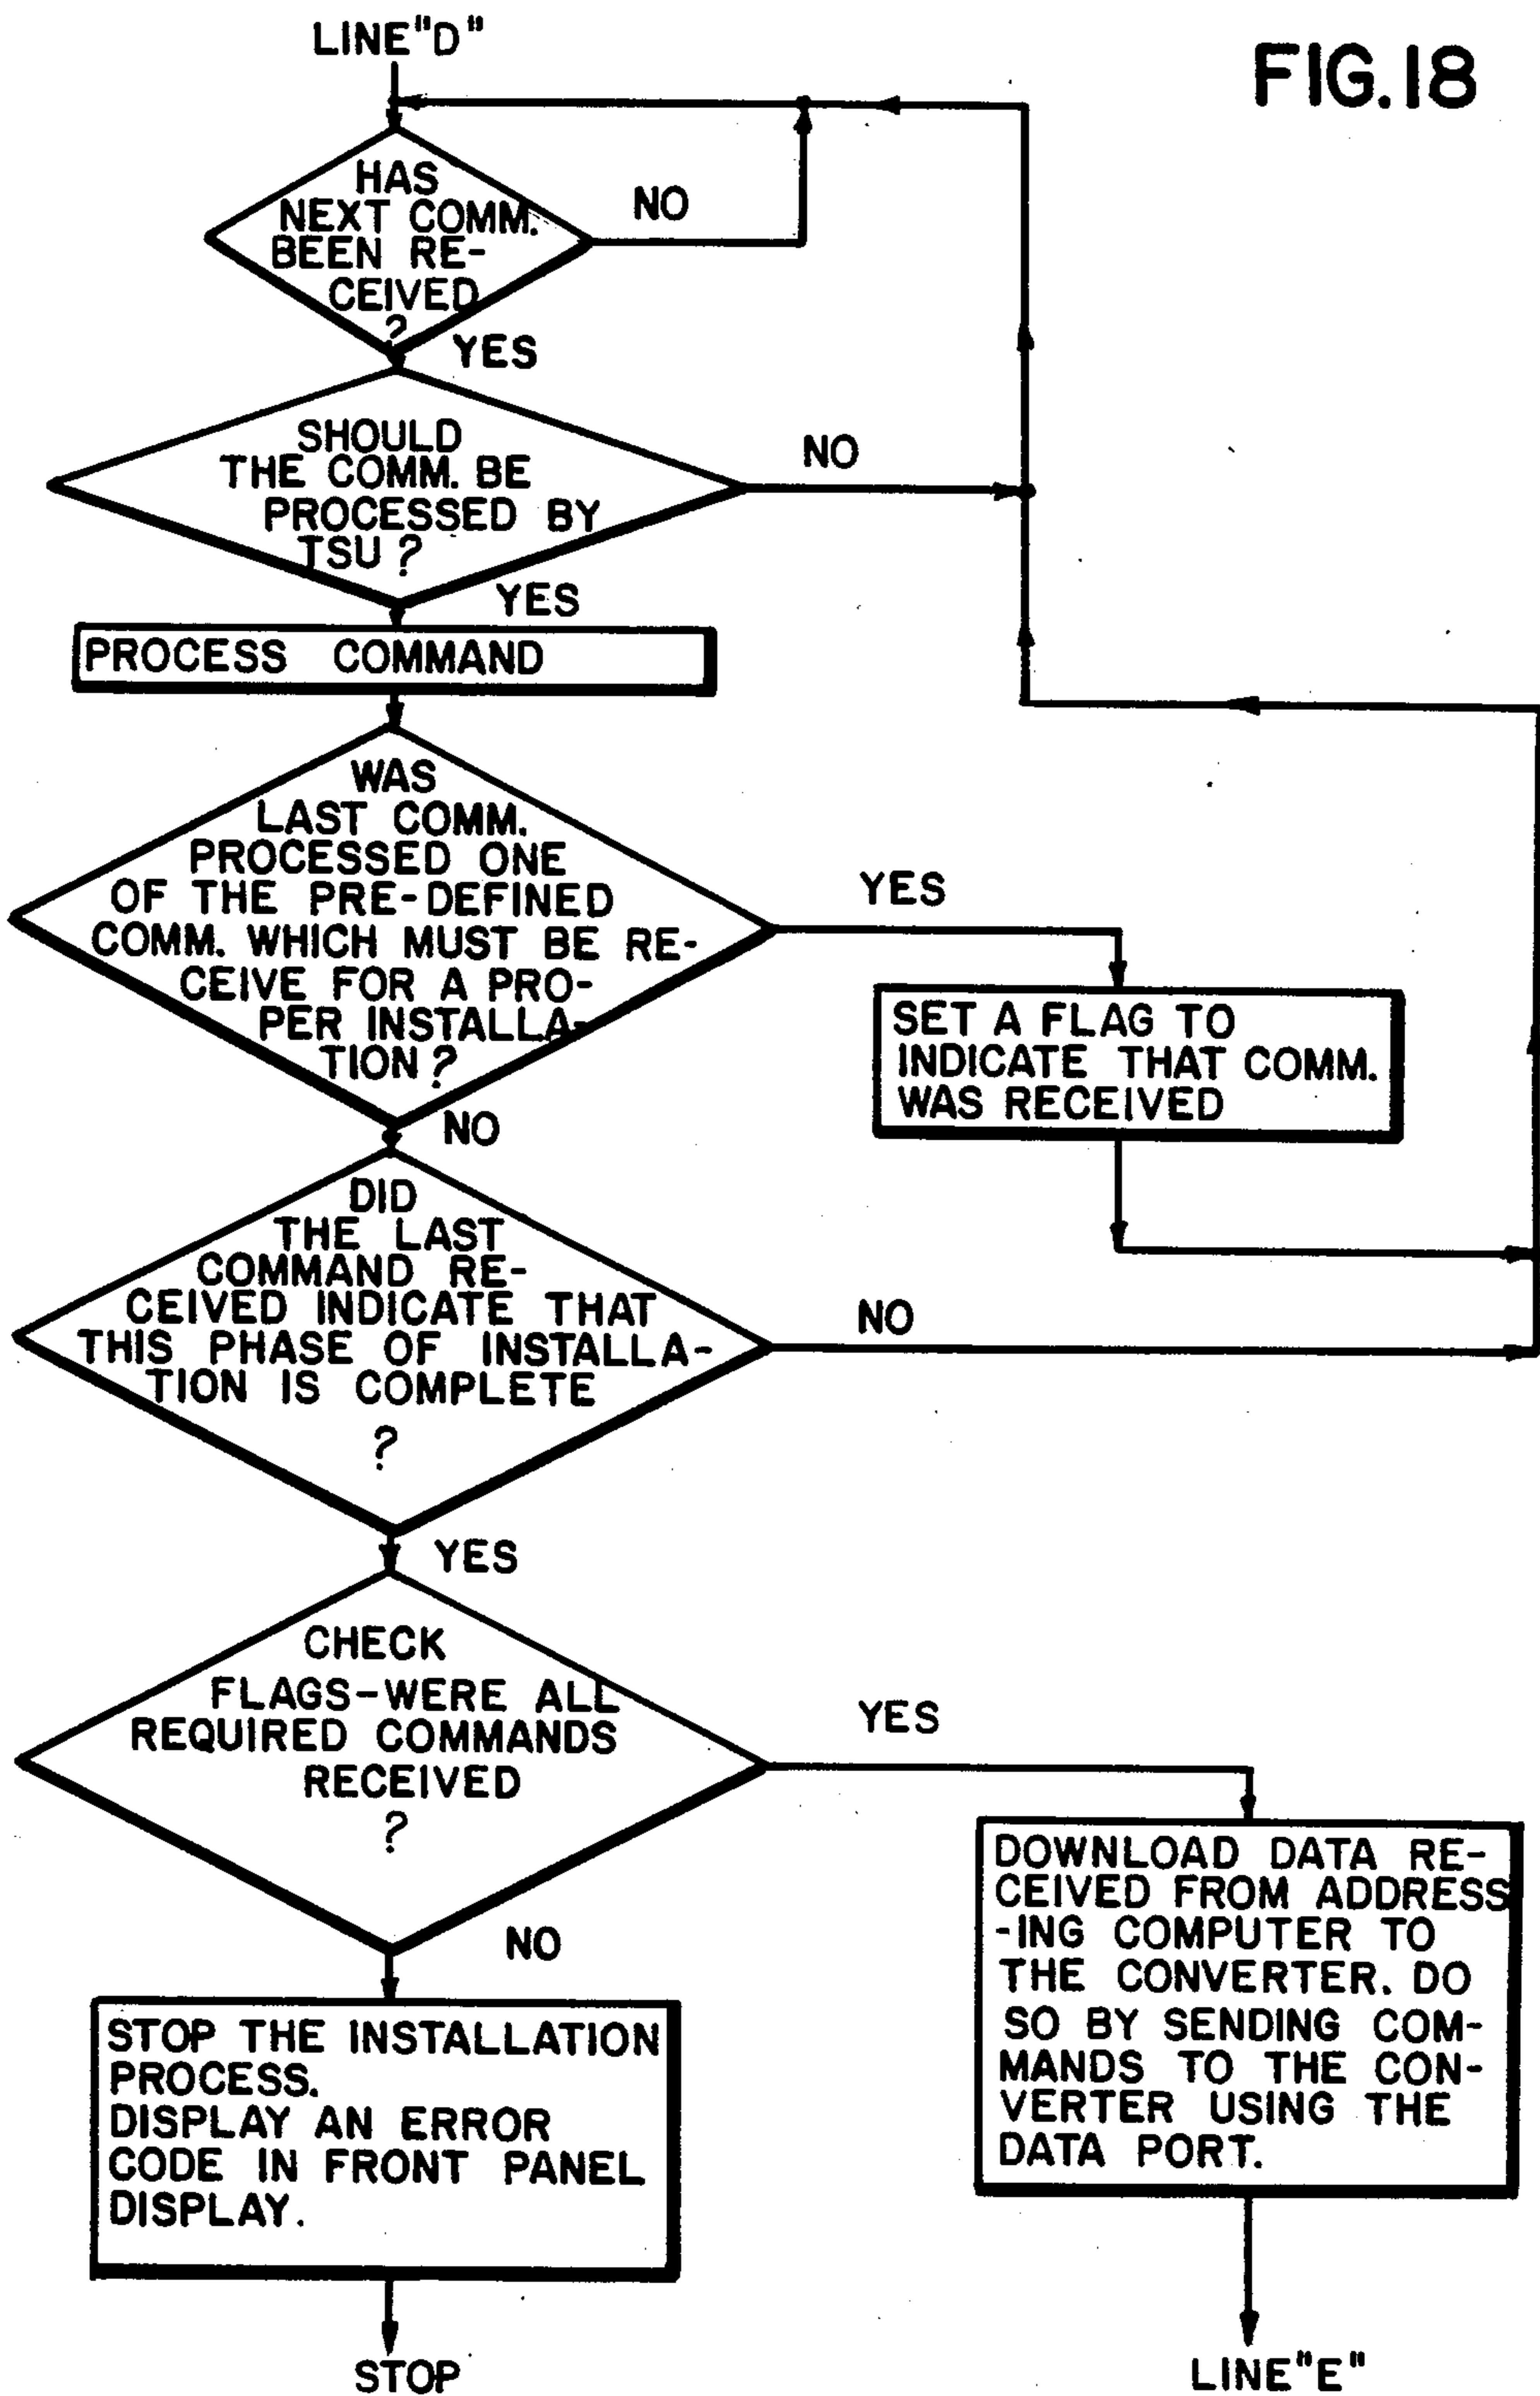 LINE "D"
FIG. 18
HAS
NEXT COMM.
BEEN RE-
CEIVED
?
NO
YES
SHOULD
THE COMM. BE
PROCESSED BY
TSU ?
NO
YES
PROCESS COMMAND
WAS
LAST COMM.
PROCESSED ONE
OF THE PRE-DEFINED
COMM. WHICH MUST BE RE-
CEIVE FOR A PRO-
PER INSTALLA-
TION ?
YES
SET A FLAG TO
INDICATE THAT COMM.
WAS RECEIVED
NO
DID
THE LAST
COMMAND RE-
CEIVED INDICATE THAT
THIS PHASE OF INSTALLA-
TION IS COMPLETE
?
NO
YES
CHECK
FLAGS-WERE ALL
REQUIRED COMMANDS
RECEIVED
?
YES
DOWNLOAD DATA RE-
CEIVED FROM ADDRESS
-ING COMPUTER TO
THE CONVERTER. DO
SO BY SENDING COM-
MANDS TO THE CON-
VERTER USING THE
DATA PORT.
NO
STOP THE INSTALLATION
PROCESS.
DISPLAY AN ERROR
CODE IN FRONT PANEL
DISPLAY.
STOP
LINE "E"